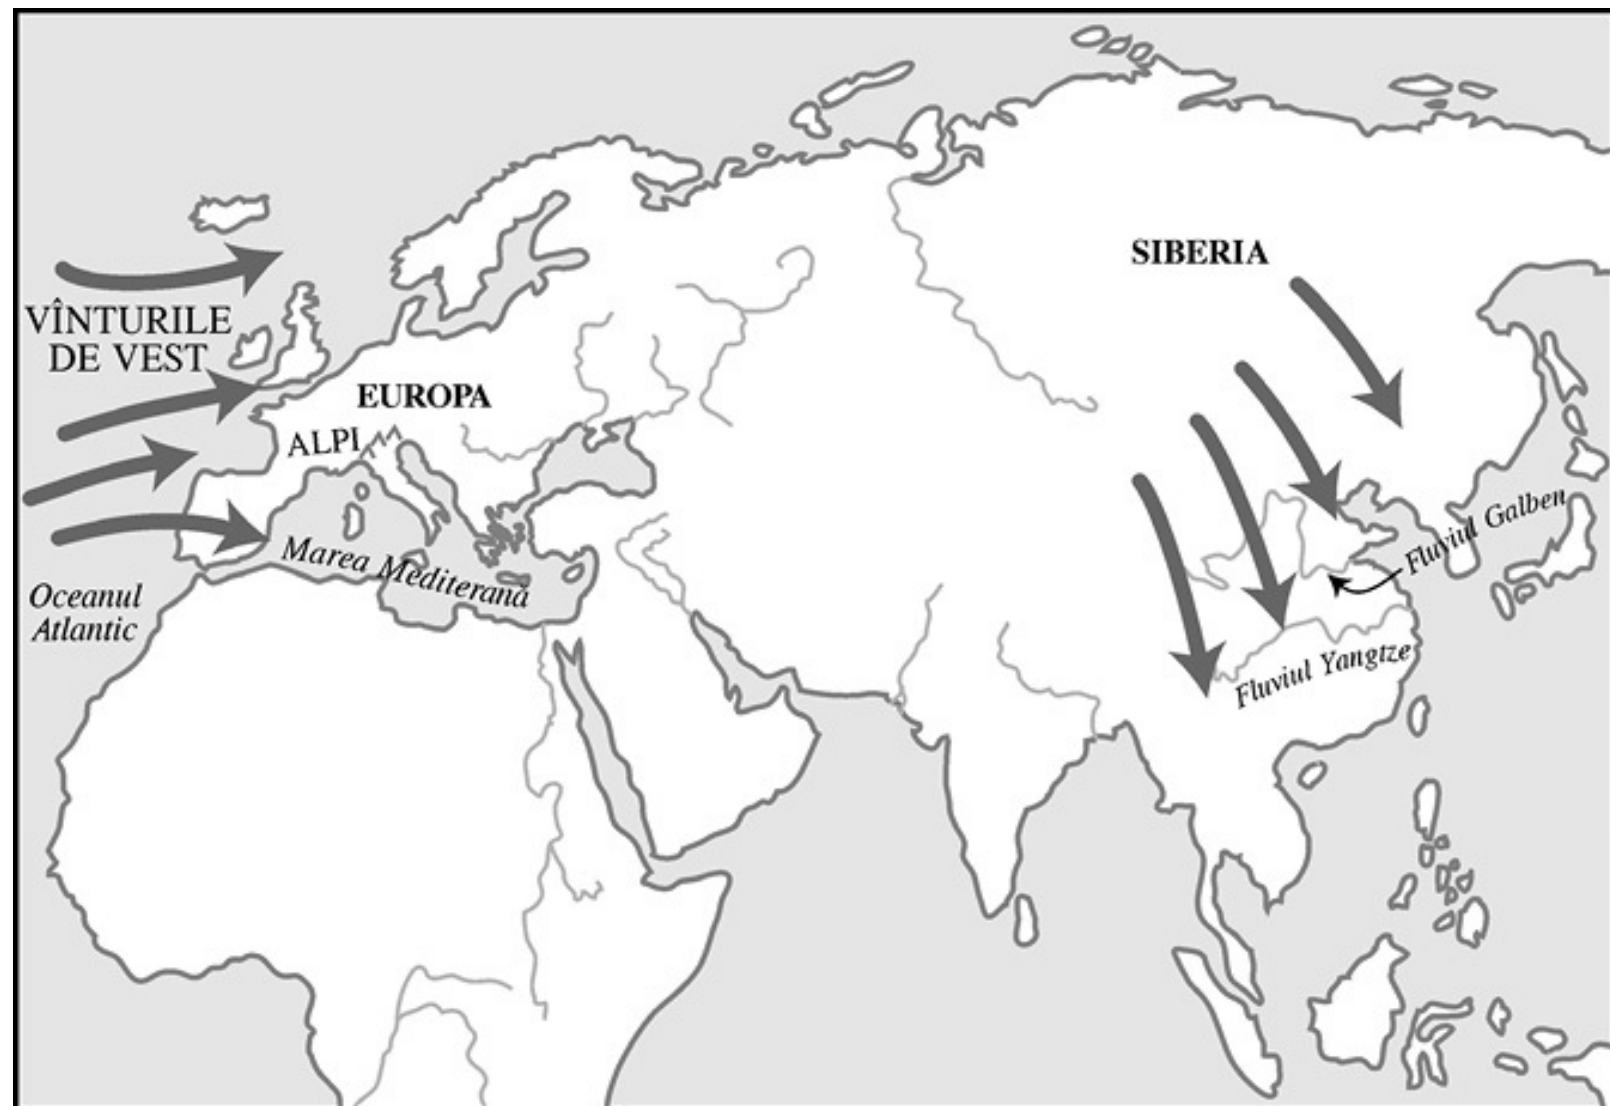 SIBERIA
VÎNTURILE
DE VEST
EUROPA
ALPI
Fluviul Galben
Marea Mediterană
Oceanul
Atlantic
Fluviul Yangtze